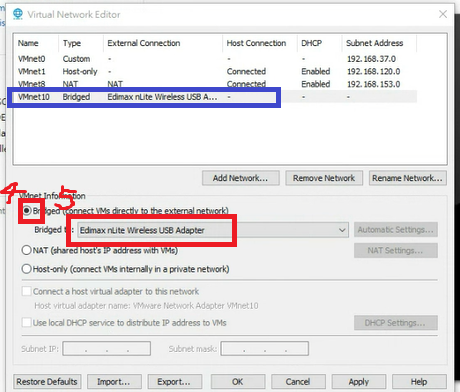 Virtual Network Editor
Name Type External Connection Host Connection DHCP Subnet Address
VMnet0 Custom - - - 192.168.37.0
VMnet1 Host-only - Connected Enabled 192.168.120.0
VMnet8 NAT NAT Connected Enabled 192.168.153.0
VMnet10 Bridged Edimax nLite Wireless USB A... - - -
Add Network... Remove Network Rename Network...
4 5
VMnet Information
Bridged (connect VMs directly to the external network)
Bridged to: Edimax nLite Wireless USB Adapter Automatic Settings...
NAT (shared host's IP address with VMs) NAT Settings...
Host-only (connect VMs internally in a private network)
Connect a host virtual adapter to this network
Host virtual adapter name: VMware Network Adapter VMnet10
Use local DHCP service to distribute IP address to VMs DHCP Settings...
Subnet IP: . . . Subnet mask: . . .
Restore Defaults Import... Export... OK Cancel Apply Help